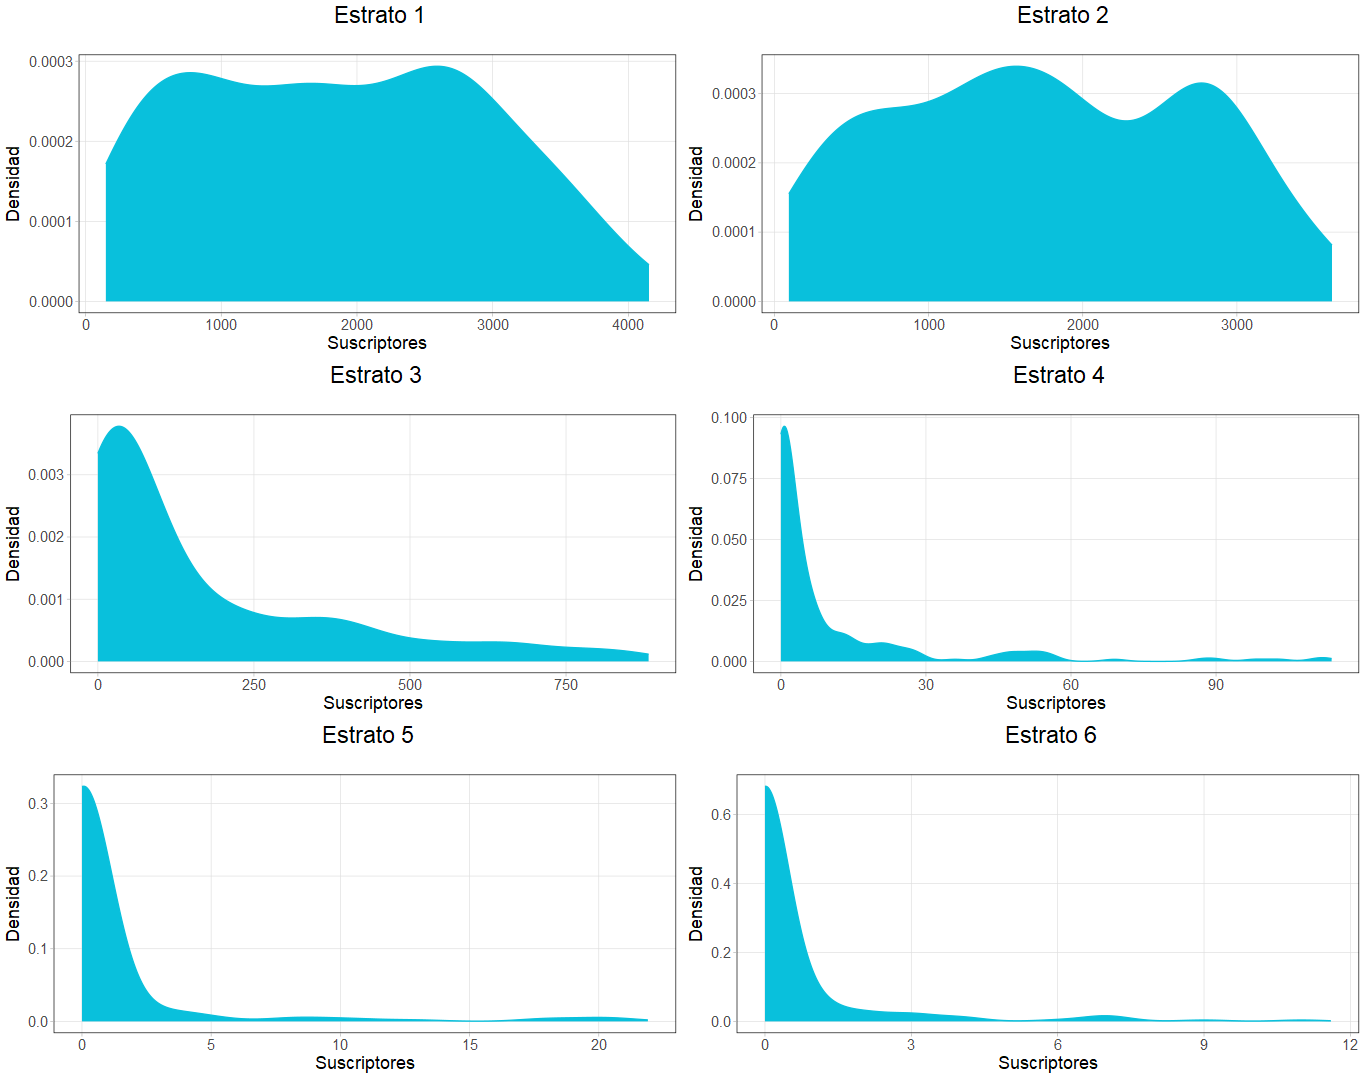 Estrato 1
0.0003
0.0002
0.0001
0.0000
Densidad
0 1000 2000 3000 4000
Suscriptores
Estrato 2
0.0003
0.0002
0.0001
0.0000
Densidad
0 1000 2000 3000
Suscriptores
Estrato 3
0.003
0.002
0.001
0.000
Densidad
0 250 500 750
Suscriptores
Estrato 4
0.100
0.075
0.050
0.025
0.000
Densidad
0 30 60 90
Suscriptores
Estrato 5
0.3
0.2
0.1
0.0
Densidad
0 5 10 15 20
Suscriptores
Estrato 6
0.6
0.4
0.2
0.0
Densidad
0 3 6 9 12
Suscriptores